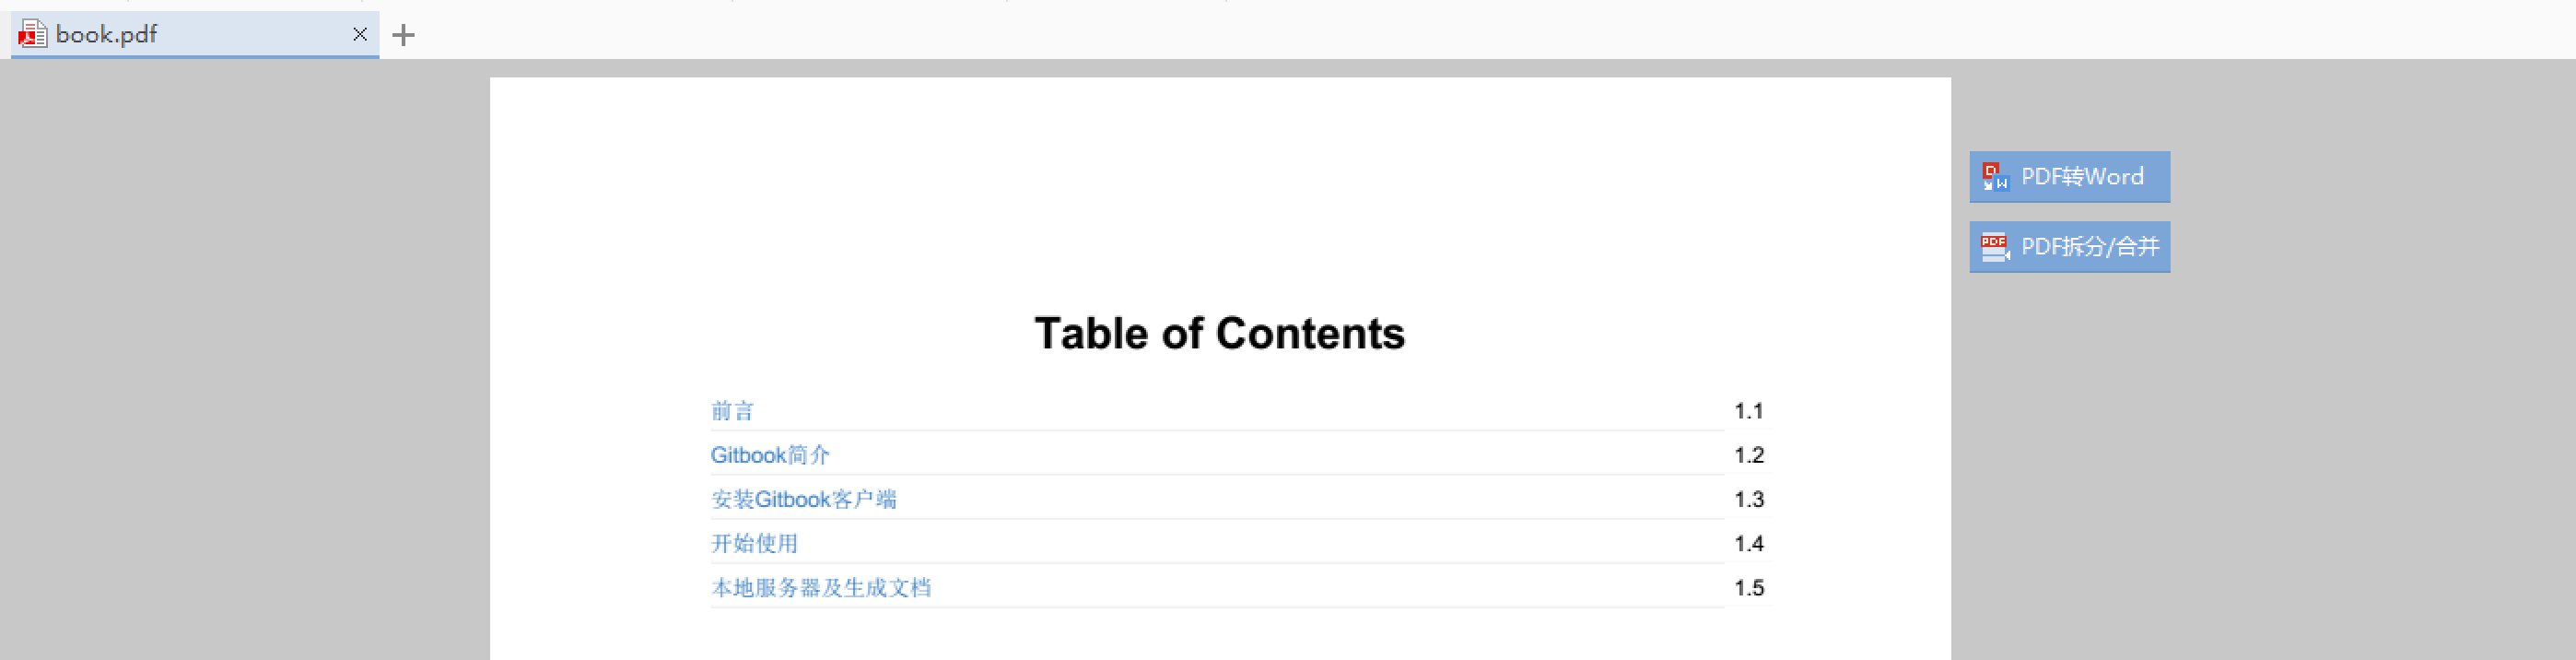 book.pdf
PDF转Word
PDF拆分/合并
Table of Contents
前言 1.1
Gitbook简介 1.2
安装Gitbook客户端 1.3
开始使用 1.4
本地服务器及生成文档 1.5